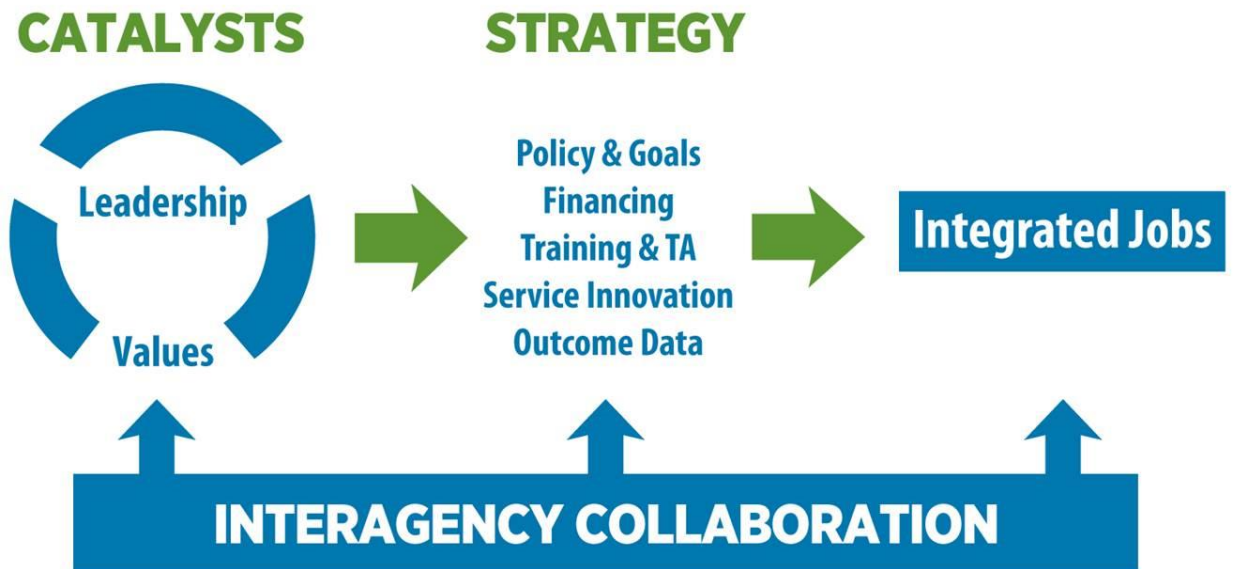 CATALYSTS
Leadership
Values
STRATEGY
Policy & Goals
Financing
Training & TA
Service Innovation
Outcome Data
Integrated Jobs
INTERAGENCY COLLABORATION